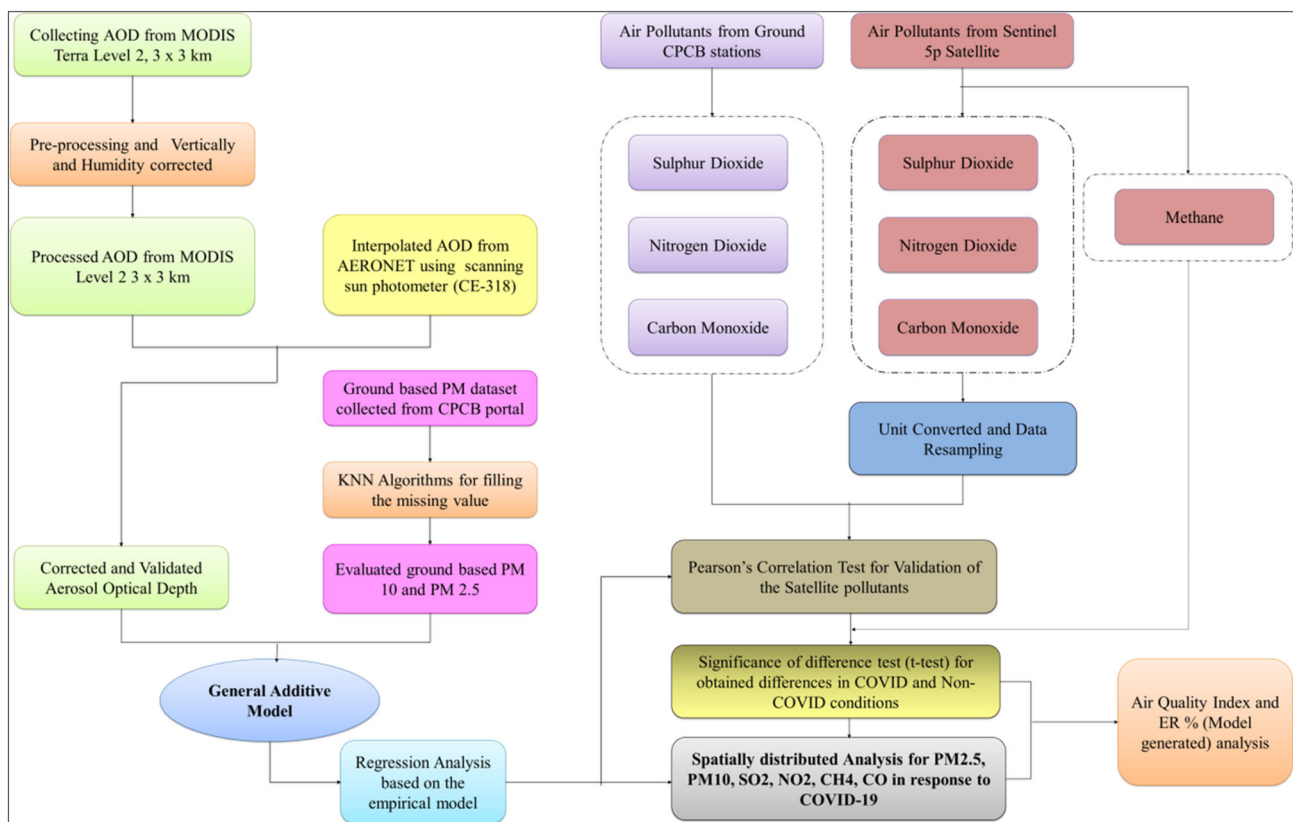 Collecting AOD from MODIS
Terra Level 2, 3 x 3 km
Pre-processing and Vertically
and Humidity corrected
Processed AOD from MODIS
Level 2 3 x 3 km
Interpolated AOD from
AERONET using scanning
sun photometer (CE-318)
Ground based PM dataset
collected from CPCB portal
KNN Algorithms for filling
the missing value
Corrected and Validated
Aerosol Optical Depth
Evaluated ground based PM
10 and PM 2.5
General Additive
Model
Regression Analysis
based on the
empirical model
Air Pollutants from Ground
CPCB stations
Sulphur Dioxide
Nitrogen Dioxide
Carbon Monoxide
Air Pollutants from Sentinel
5p Satellite
Sulphur Dioxide
Nitrogen Dioxide
Carbon Monoxide
Methane
Unit Converted and Data
Resampling
Pearson's Correlation Test for Validation of
the Satellite pollutants
Significance of difference test (t-test) for
obtained differences in COVID and Non-
COVID conditions
Spatially distributed Analysis for PM2.5,
PM10, SO2, NO2, CH4, CO in response to
COVID-19
Air Quality Index and
ER % (Model
generated) analysis